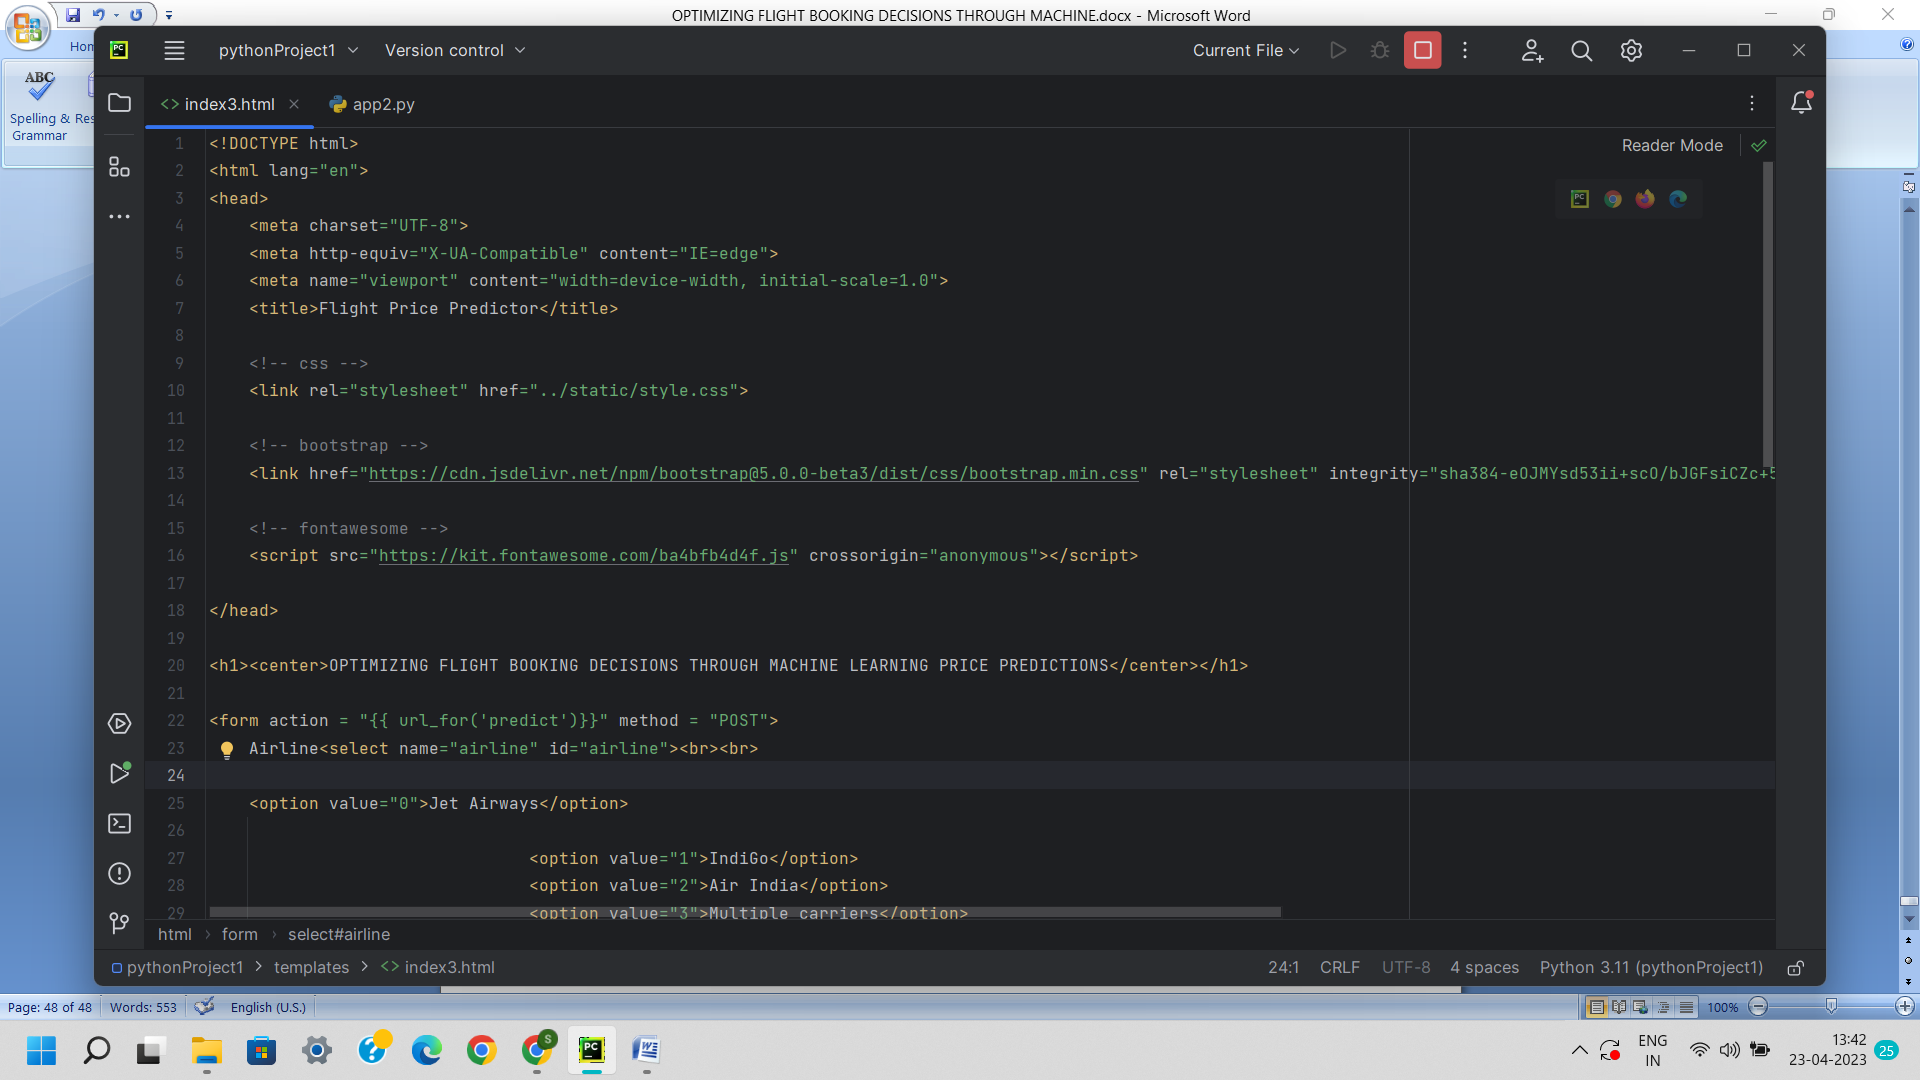 OPTIMIZING FLIGHT BOOKING DECISIONS THROUGH MACHINE.docx - Microsoft Word
ABC
Spelling &
Grammar
PC
pythonProject1
Version control
Current File
index3.html
app2.py
Reader Mode
1 <!DOCTYPE html>
2 <html lang="en">
3 <head>
4 <meta charset="UTF-8">
5 <meta http-equiv="X-UA-Compatible" content="IE=edge">
6 <meta name="viewport" content="width=device-width, initial-scale=1.0">
7 <title>Flight Price Predictor</title>
8
9 <!-- css -->
10 <link rel="stylesheet" href="../static/style.css">
11
12 <!-- bootstrap -->
13 <link href="https://cdn.jsdelivr.net/npm/bootstrap@5.0.0-beta3/dist/css/bootstrap.min.css" rel="stylesheet" integrity="sha384-eOJMYsd53ii+scO/bJGFsiCZc+5
14
15 <!-- fontawesome -->
16 <script src="https://kit.fontawesome.com/ba4bfb4d4f.js" crossorigin="anonymous"></script>
17
18 </head>
19
20 <h1><center>OPTIMIZING FLIGHT BOOKING DECISIONS THROUGH MACHINE LEARNING PRICE PREDICTIONS</center></h1>
21
22 <form action = "{{ url_for('predict')}}" method = "POST">
23 Airline<select name="airline" id="airline"><br><br>
24
25 <option value="0">Jet Airways</option>
26
27 <option value="1">IndiGo</option>
28 <option value="2">Air India</option>
29 <option value="3">Multiple carriers</option>
html › form › select#airline
pythonProject1 > templates > <> index3.html
24:1 CRLF UTF-8 4 spaces Python 3.11 (pythonProject1)
Page: 48 of 48 Words: 553 English (U.S.) 100%
ENG
IN
13:42
23-04-2023
25